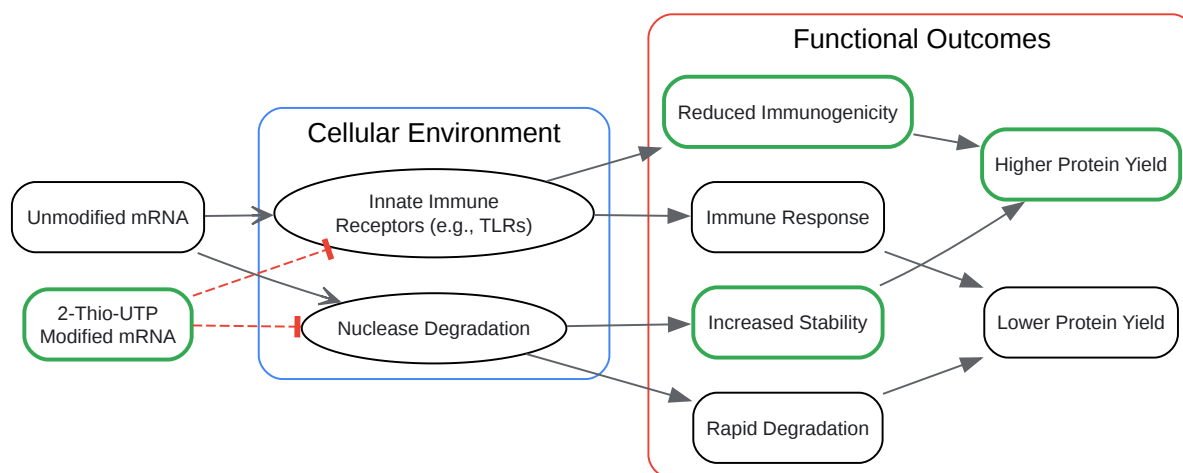 Functional Outcomes
Cellular Environment
Reduced Immunogenicity
Higher Protein Yield
Unmodified mRNA
Innate Immune
Receptors (e.g., TLRs)
Immune Response
2-Thio-UTP
Modified mRNA
Nuclease Degradation
Increased Stability
Lower Protein Yield
Rapid Degradation